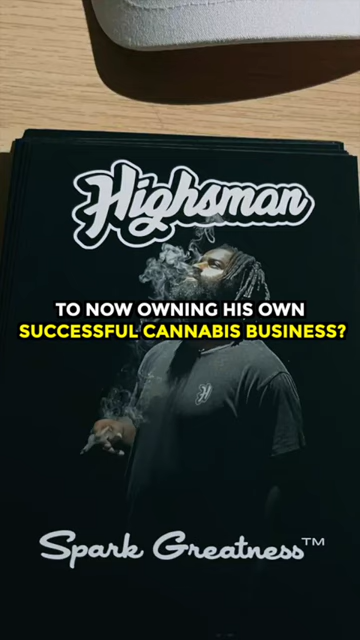 Highsman
TO NOW OWNING HIS OWN
SUCCESSFUL CANNABIS BUSINESS?
Spark Greatness™